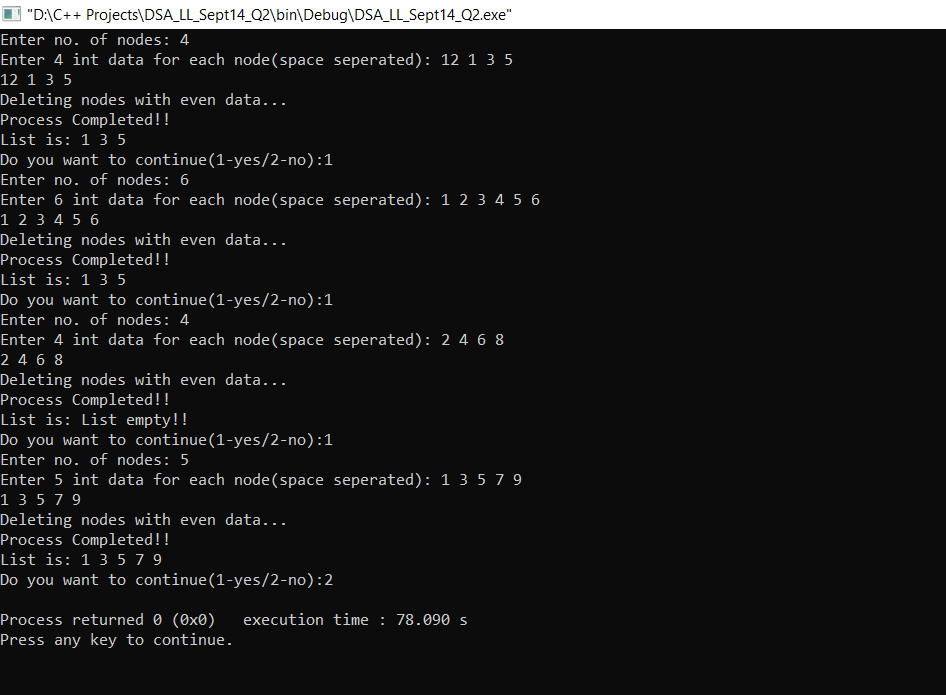 "D:\C++ Projects\DSA_LL_Sept14_Q2\bin\Debug\DSA_LL_Sept14_Q2.exe"
Enter no. of nodes: 4
Enter 4 int data for each node(space seperated): 12 1 3 5
12 1 3 5
Deleting nodes with even data...
Process Completed!!
List is: 1 3 5
Do you want to continue(1-yes/2-no):1
Enter no. of nodes: 6
Enter 6 int data for each node(space seperated): 1 2 3 4 5 6
1 2 3 4 5 6
Deleting nodes with even data...
Process Completed!!
List is: 1 3 5
Do you want to continue(1-yes/2-no):1
Enter no. of nodes: 4
Enter 4 int data for each node(space seperated): 2 4 6 8
2 4 6 8
Deleting nodes with even data...
Process Completed!!
List is: List empty!!
Do you want to continue(1-yes/2-no):1
Enter no. of nodes: 5
Enter 5 int data for each node(space seperated): 1 3 5 7 9
1 3 5 7 9
Deleting nodes with even data...
Process Completed!!
List is: 1 3 5 7 9
Do you want to continue(1-yes/2-no):2

Process returned 0 (0x0)   execution time : 78.090 s
Press any key to continue.